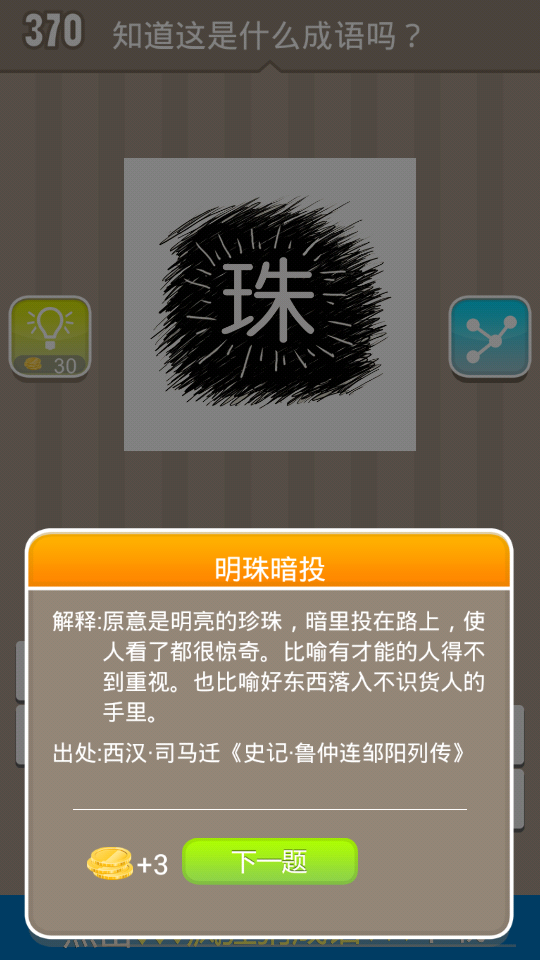 370 知道这是什么成语吗？
珠
30
明珠暗投
解释:原意是明亮的珍珠，暗里投在路上，使
人看了都很惊奇。比喻有才能的人得不
到重视。也比喻好东西落入不识货人的
手里。
出处:西汉·司马迁《史记·鲁仲连邹阳列传》
+3 下一题